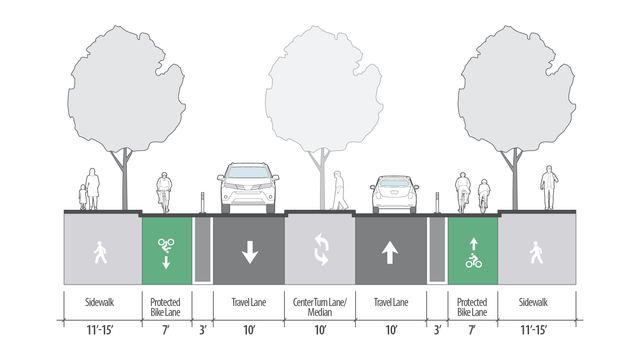 Sidewalk Protected Travel Lane Center Turn Lane/ Travel Lane Protected Sidewalk
Bike Lane Median Bike Lane
11’-15’ 7’ 3’ 10’ 10’ 10’ 3’ 7’ 11’-15’